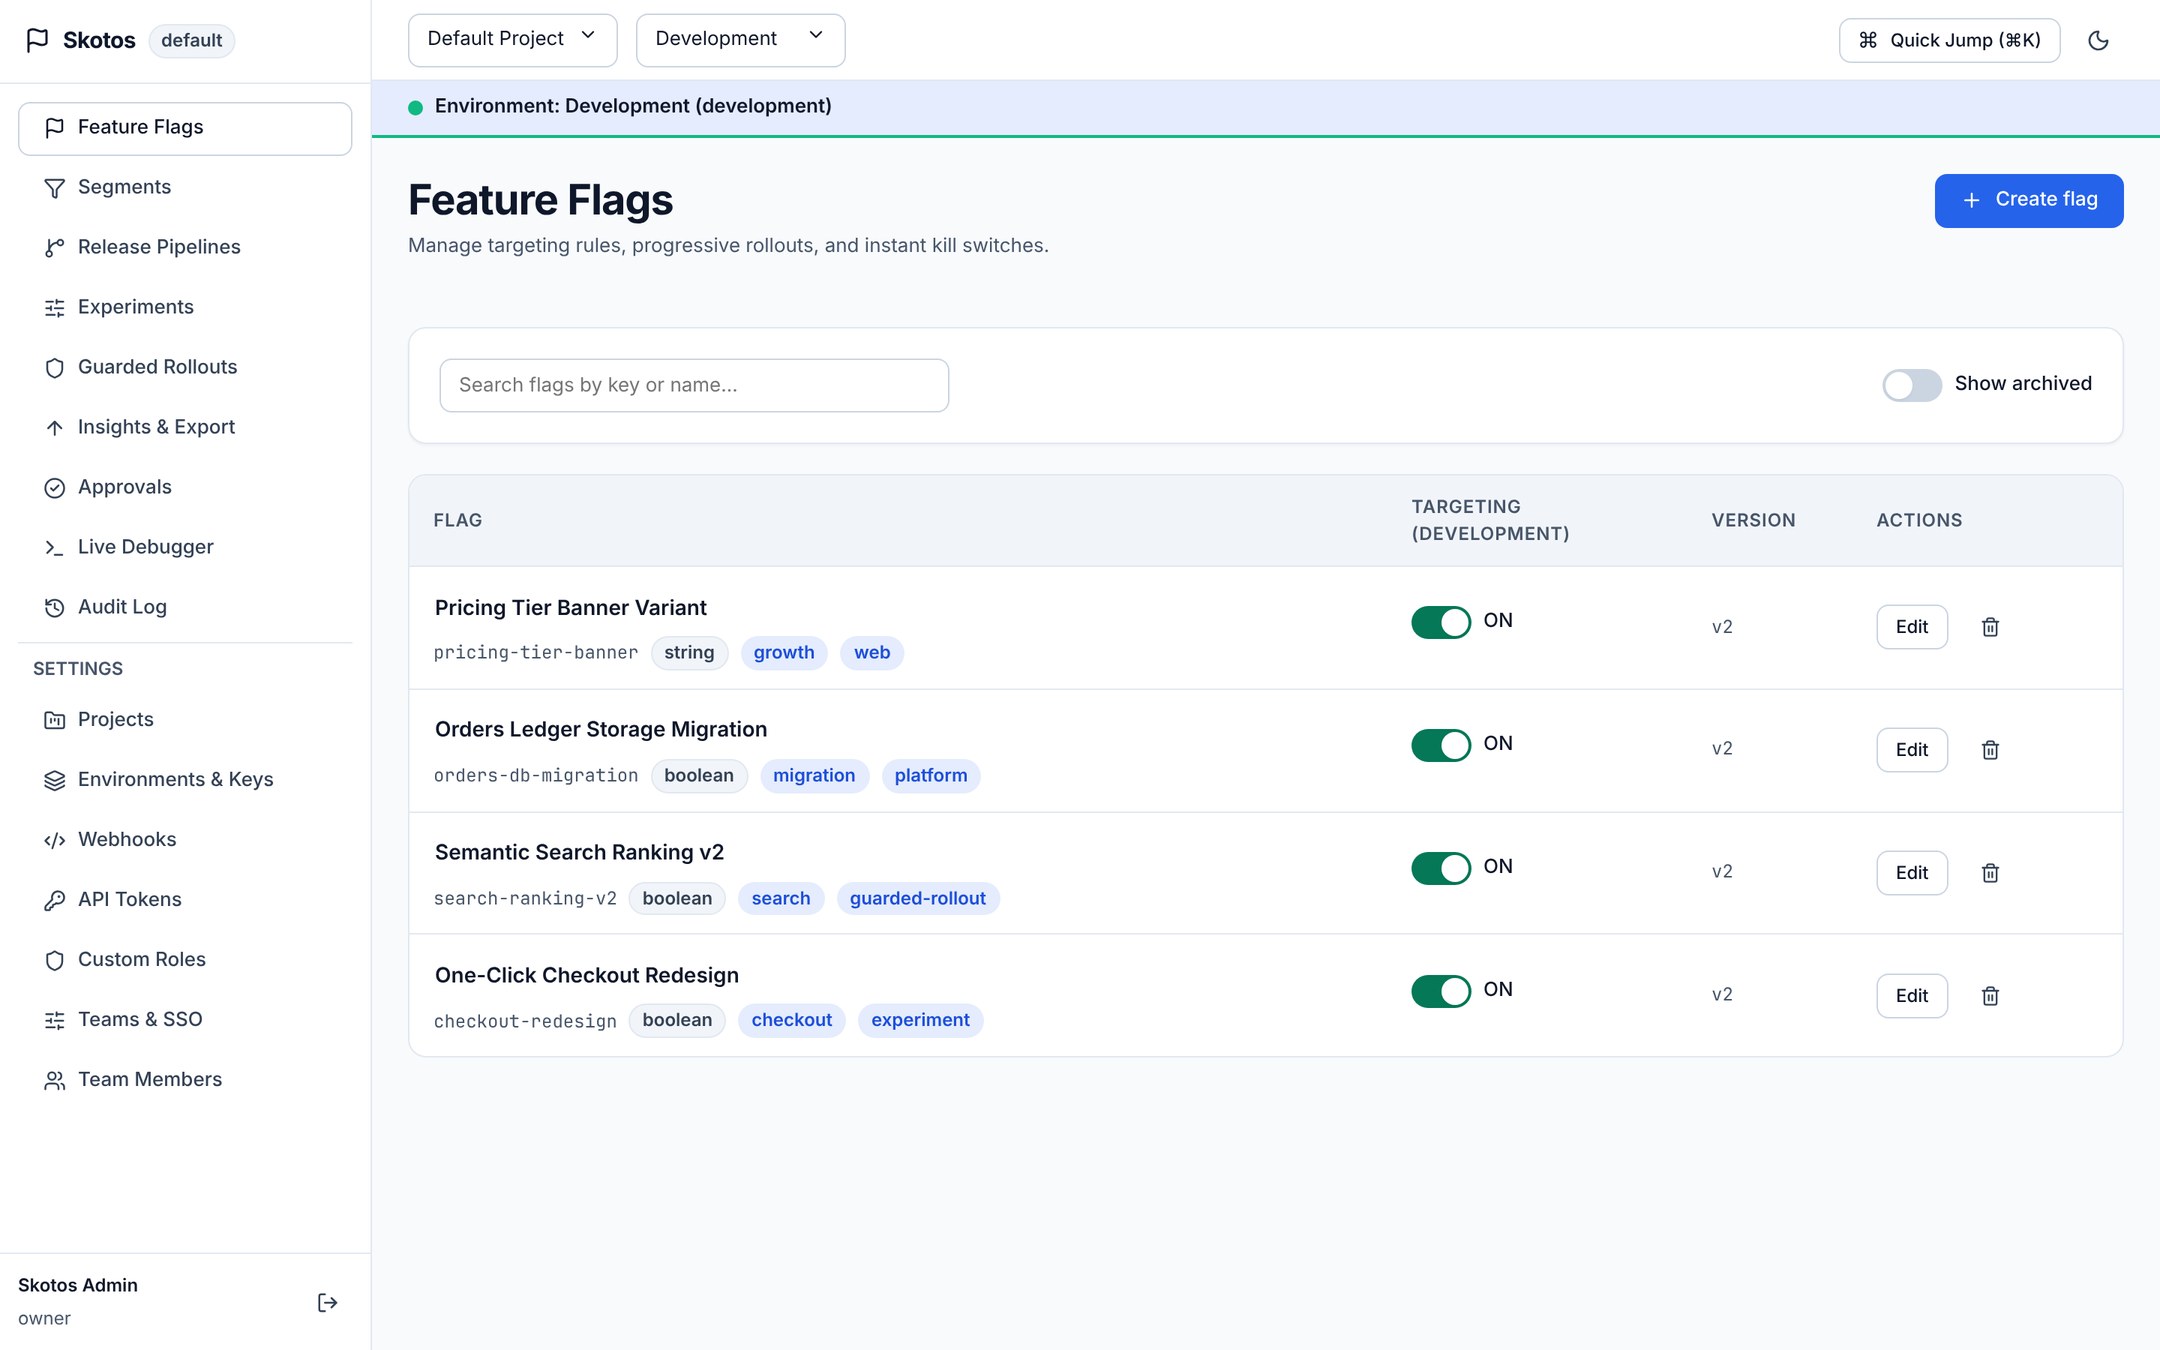 Skotos default
Feature Flags
Segments
Release Pipelines
Experiments
Guarded Rollouts
Insights & Export
Approvals
Live Debugger
Audit Log
SETTINGS
Projects
Environments & Keys
Webhooks
API Tokens
Custom Roles
Teams & SSO
Team Members
Skotos Admin
owner
Default Project
Development
Quick Jump (⌘K)
Environment: Development (development)
Feature Flags
Manage targeting rules, progressive rollouts, and instant kill switches.
Create flag
Search flags by key or name...
Show archived
FLAG
TARGETING
(DEVELOPMENT)
VERSION
ACTIONS
Pricing Tier Banner Variant
pricing-tier-banner string growth web
ON
v2
Edit
Orders Ledger Storage Migration
orders-db-migration boolean migration platform
ON
v2
Edit
Semantic Search Ranking v2
search-ranking-v2 boolean search guarded-rollout
ON
v2
Edit
One-Click Checkout Redesign
checkout-redesign boolean checkout experiment
ON
v2
Edit